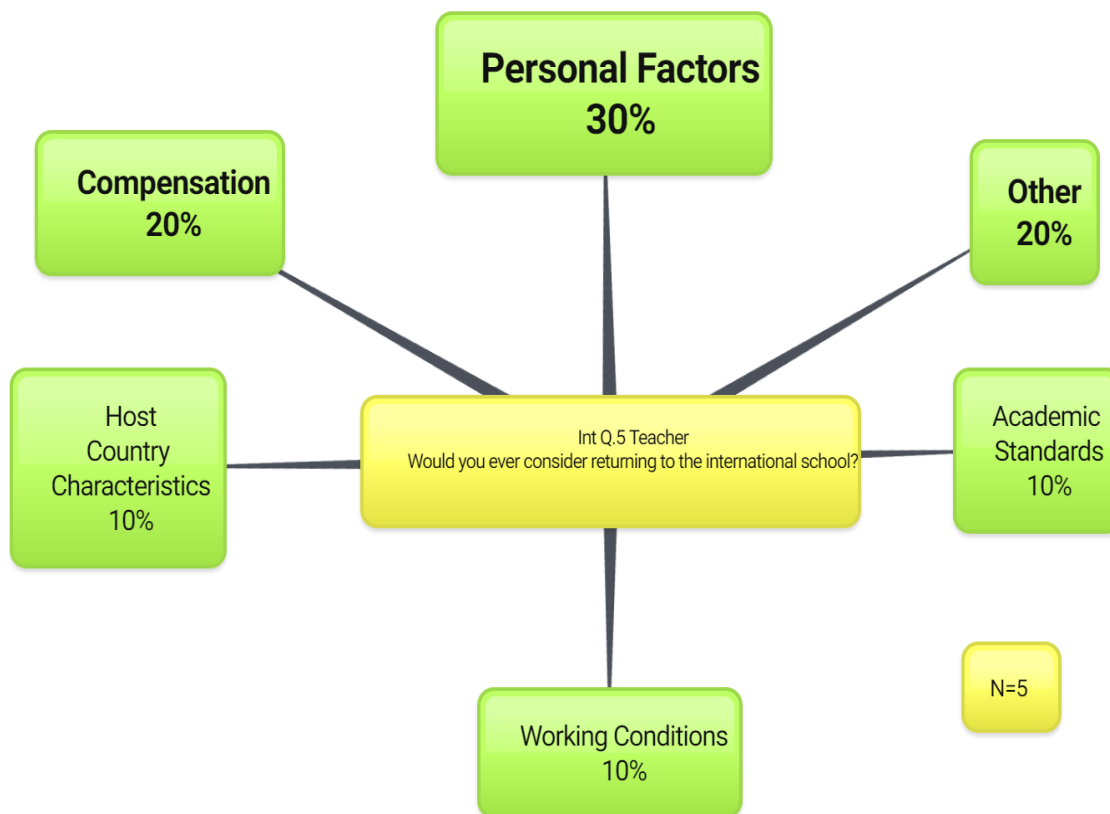 Personal Factors
30%
Compensation
20%
Other
20%
Host
Country
Characteristics
10%
Int Q.5 Teacher
Would you ever consider returning to the international school?
Academic
Standards
10%
Working Conditions
10%
N=5